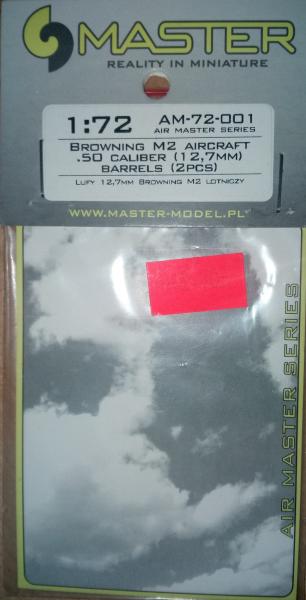 MASTER
REALITY IN MINIATURE
1:72 AM-72-001
AIR MASTER SERIES
BROWNING M2 AIRCRAFT
.50 CALIBER (12,7MM)
BARRELS (2PCS)
LUFY 12,7MM BROWNING M2 LOTNICZY
WWW.MASTER-MODEL.PL
AIR MASTER SERIES